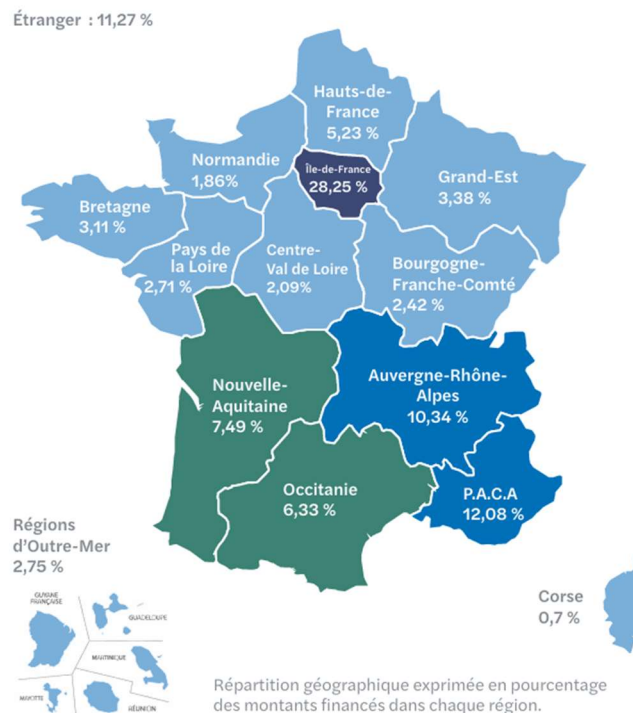 Étranger : 11,27 %
Hauts-de-
France
5,23 %
Normandie
1,86%
Île-de-France
28,25 %
Grand-Est
3,38 %
Bretagne
3,11 %
Pays de
la Loire
2,71 %
Centre-
Val de Loire
2,09%
Bourgogne-
Franche-Comté
2,42 %
Nouvelle-
Aquitaine
7,49 %
Auvergne-Rhône-
Alpes
10,34 %
Occitanie
6,33 %
P.A.C.A
12,08 %
Régions
d'Outre-Mer
2,75 %
GUYANE
FRANÇAISE
GUADELOUPE
MARTINIQUE
MAYOTTE
RÉUNION
Corse
0,7 %
Répartition géographique exprimée en pourcentage
des montants financés dans chaque région.